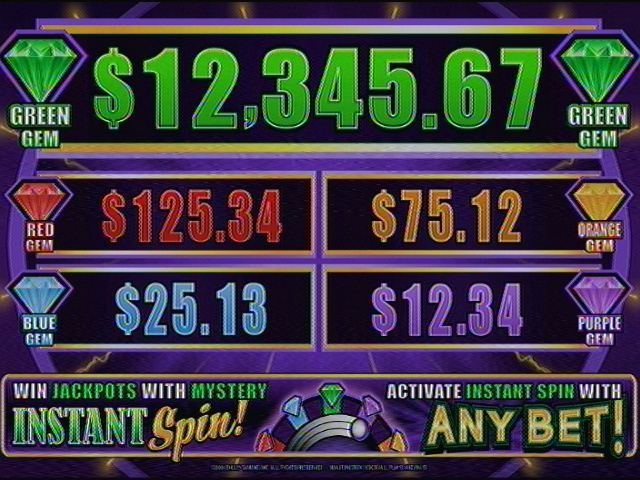 $12,345.67
GREEN GEM
GREEN GEM
$125.34
RED GEM
$75.12
ORANGE GEM
$25.13
BLUE GEM
$12.34
PURPLE GEM
WIN JACKPOTS WITH MYSTERY
INSTANT Spin!
ACTIVATE INSTANT SPIN WITH
ANY BET!